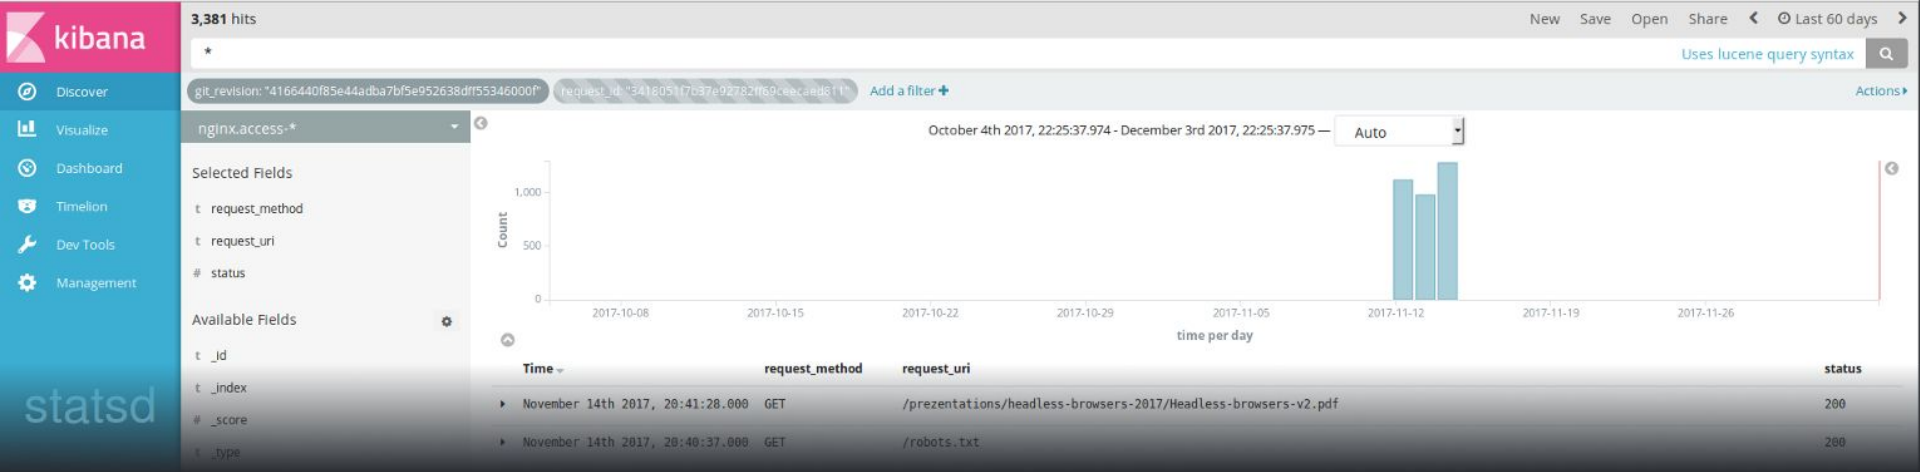 kibana
3,381 hits
New Save Open Share Last 60 days
*
Uses lucene query syntax
git_revision: "4166440f85e44adba7bf5e952638dff55346000f"
Add a filter
Actions
Discover
Visualize
Dashboard
Timelion
Dev Tools
Management
statsd
nginx.access-*
Selected Fields
t request_method
t request_uri
# status
Available Fields
t _id
t _index
# _score
t _type
October 4th 2017, 22:25:37.974 - December 3rd 2017, 22:25:37.975 — Auto
Count
1,000
500
0
2017-10-08 2017-10-15 2017-10-22 2017-10-29 2017-11-05 2017-11-12 2017-11-19 2017-11-26
time per day
Time request_method request_uri status
November 14th 2017, 20:41:28.000 GET /prezentations/headless-browsers-2017/Headless-browsers-v2.pdf 200
November 14th 2017, 20:40:37.000 GET /robots.txt 200